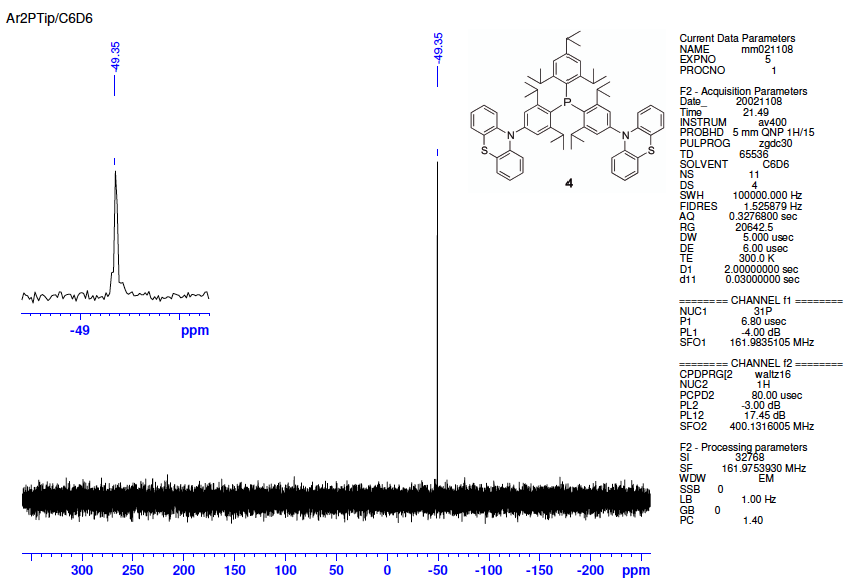 Ar2PTip/C6D6
-49.35
-49.35
P
N
N
S
S
4
-49 ppm
300 250 200 150 100 50 0 -50 -100 -150 -200 ppm
Current Data Parameters
NAME mm021108
EXPNO 5
PROCNO 1
F2 - Acquisition Parameters
Date_ 20021108
Time 21.49
INSTRUM av400
PROBHD 5 mm QNP 1H/15
PULPROG zgdc30
TD 65536
SOLVENT C6D6
NS 11
DS 4
SWH 100000.000 Hz
FIDRES 1.525879 Hz
AQ 0.3276800 sec
RG 20642.5
DW 5.000 usec
DE 6.00 usec
TE 300.0 K
D1 2.00000000 sec
d11 0.03000000 sec
======== CHANNEL f1 ========
NUC1 31P
P1 6.80 usec
PL1 -4.00 dB
SFO1 161.9835105 MHz
======== CHANNEL f2 ========
CPDPRG[2 waltz16
NUC2 1H
PCPD2 80.00 usec
PL2 -3.00 dB
PL12 17.45 dB
SFO2 400.1316005 MHz
F2 - Processing parameters
SI 32768
SF 161.9753930 MHz
WDW EM
SSB 0
LB 1.00 Hz
GB 0
PC 1.40